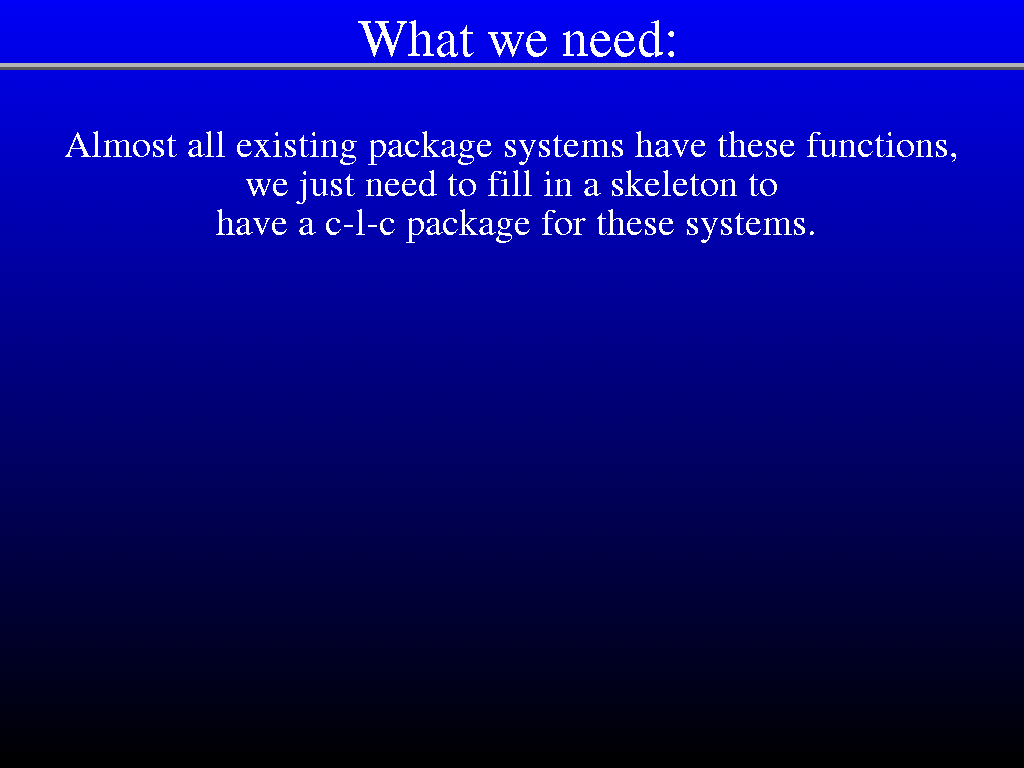 What we need:
Almost all existing package systems have these functions,
we just need to fill in a skeleton to
have a c-l-c package for these systems.